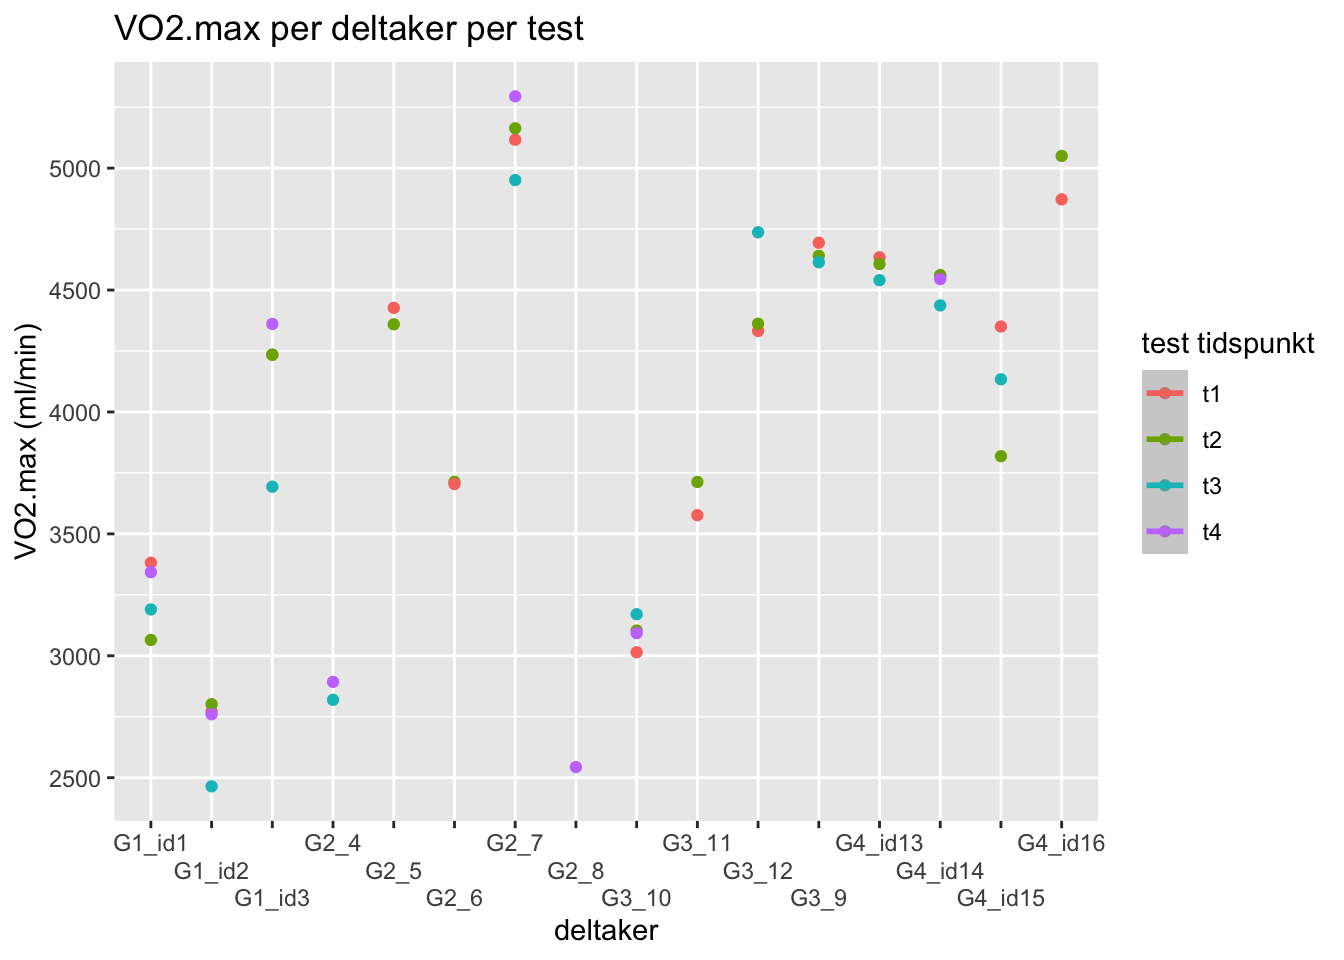 VO2.max per deltaker per test
VO2.max (ml/min)
5000
4500
4000
3500
3000
2500
G1_id1 G2_4 G2_7 G3_11 G4_id13 G4_id16
G1_id2 G2_5 G2_8 G3_12 G4_id14
G1_id3 G2_6 G3_10 G3_9 G4_id15
deltaker
test tidspunkt
t1
t2
t3
t4